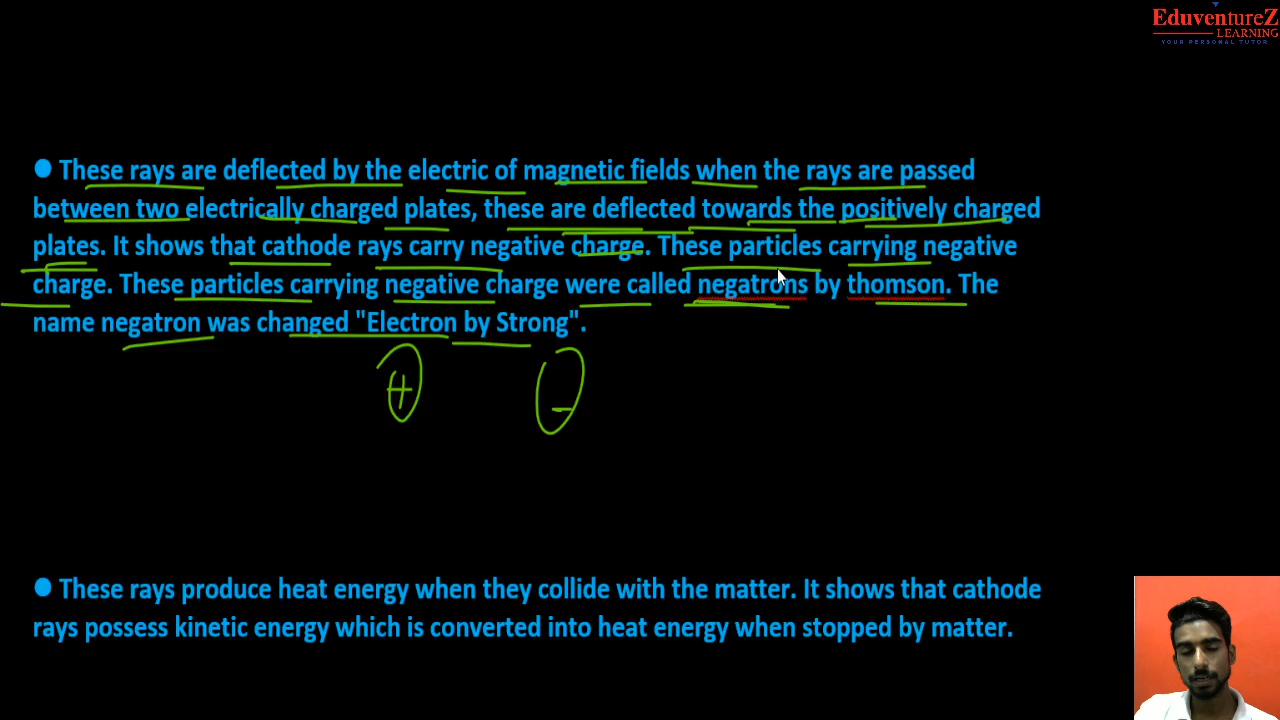 EduventureZ
LEARNING
YOUR PERSONAL TUTOR
These rays are deflected by the electric of magnetic fields when the rays are passed
between two electrically charged plates, these are deflected towards the positively charged
plates. It shows that cathode rays carry negative charge. These particles carrying negative
charge. These particles carrying negative charge were called negatrons by thomson. The
name negatron was changed "Electron by Strong".
+ -
These rays produce heat energy when they collide with the matter. It shows that cathode
rays possess kinetic energy which is converted into heat energy when stopped by matter.